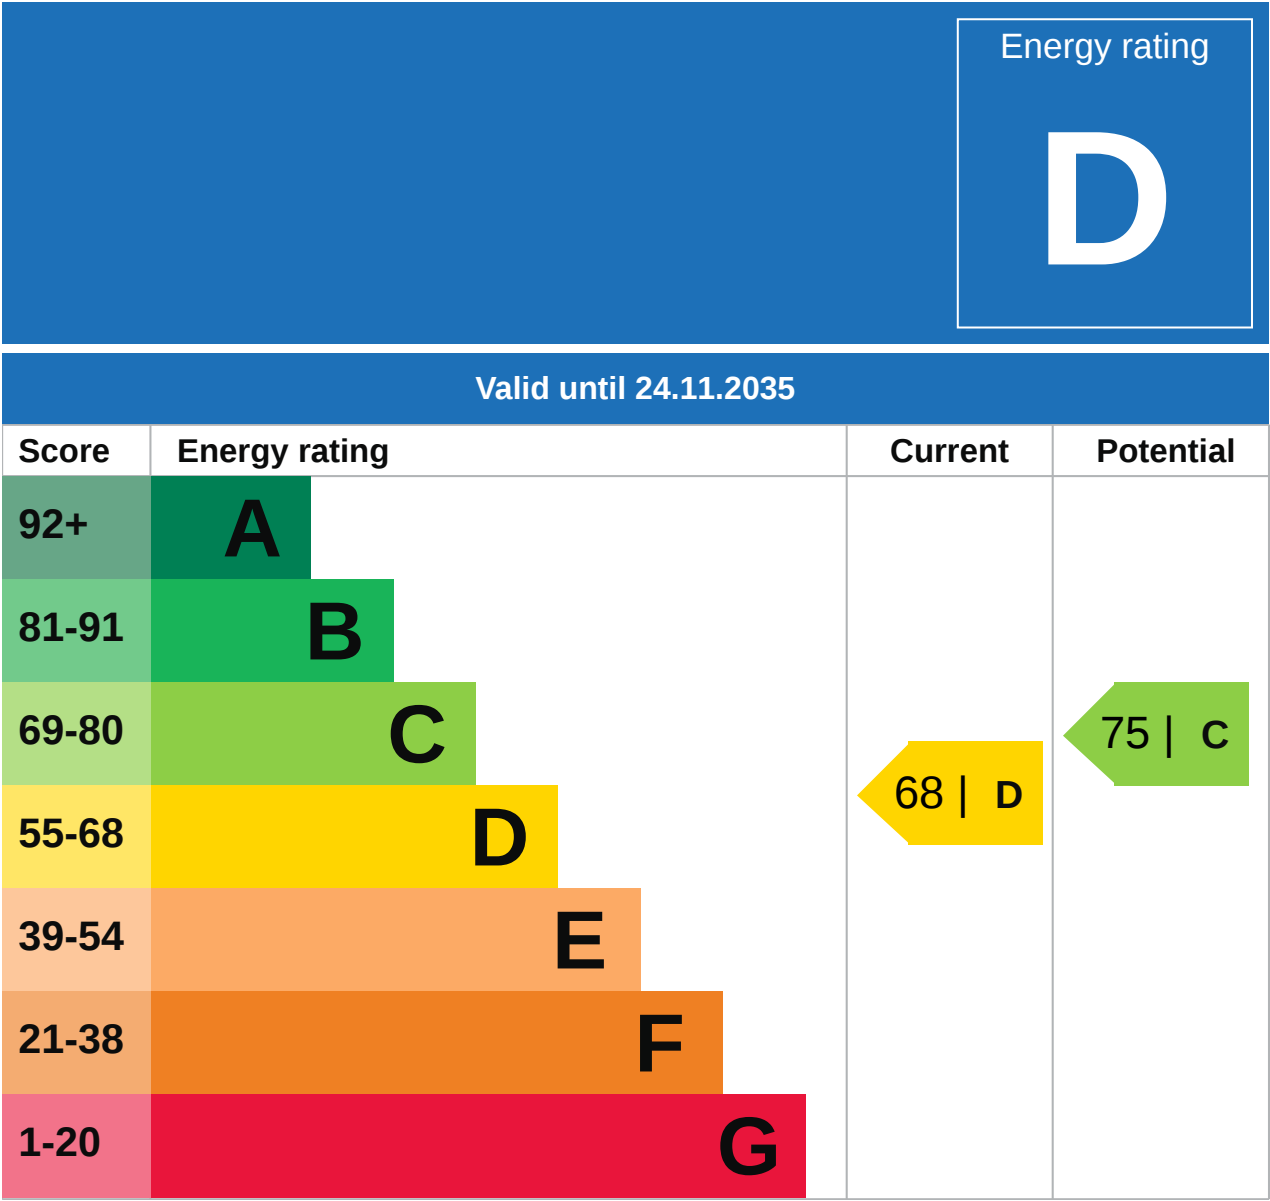 Energy rating
D
Valid until 24.11.2035
Score Energy rating Current Potential
92+ A
81-91 B
69-80 C
75 | C
68 | D
55-68 D
39-54 E
21-38 F
1-20 G